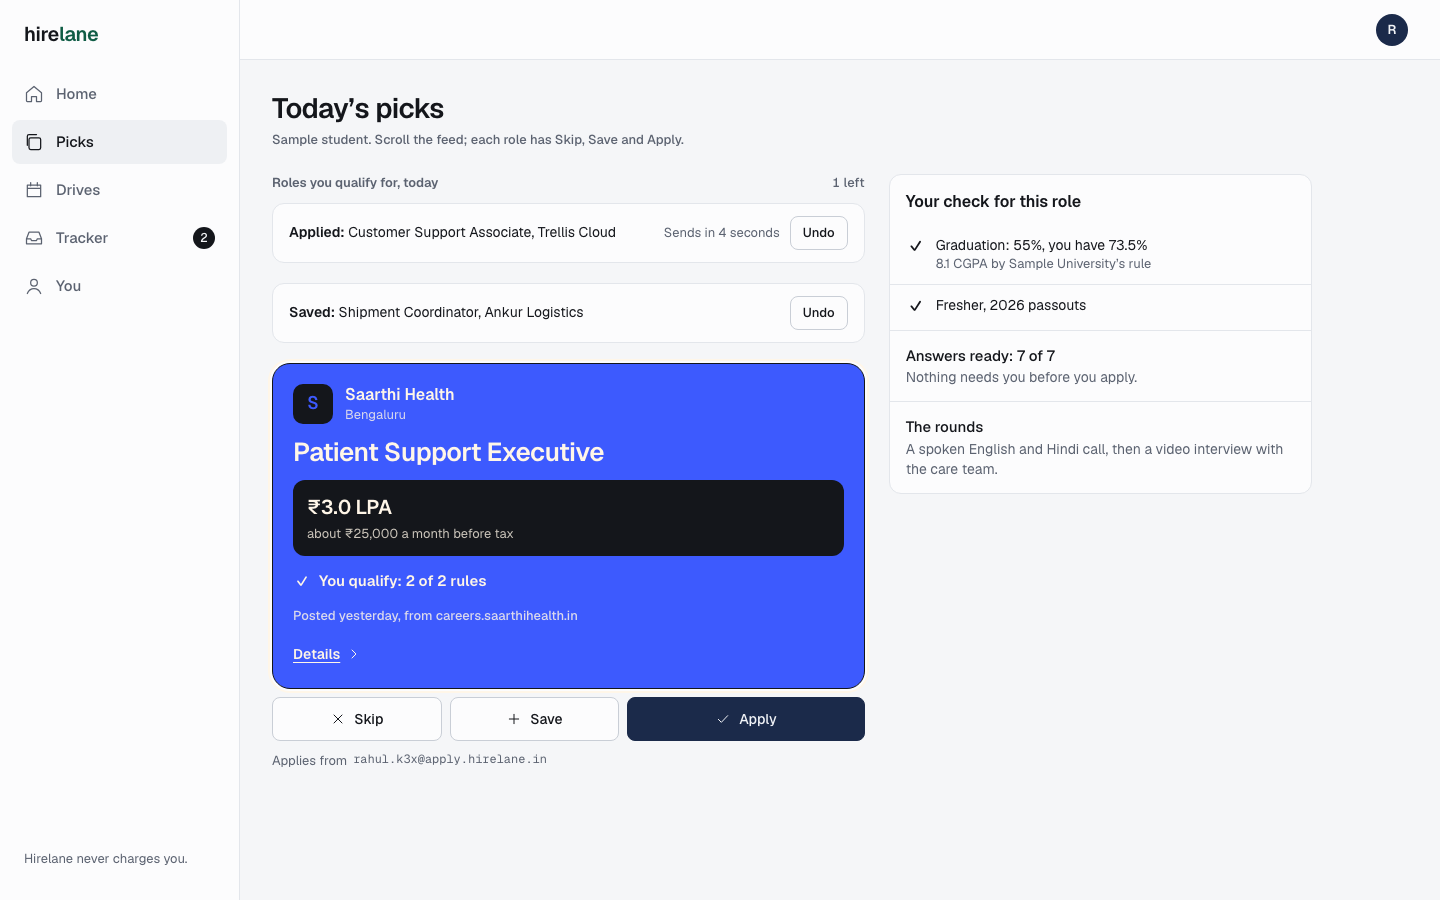 hirelane
R
Home
Picks
Drives
Tracker 2
You
Hirelane never charges you.
Today's picks
Sample student. Scroll the feed; each role has Skip, Save and Apply.
Roles you qualify for, today 1 left
Applied: Customer Support Associate, Trellis Cloud Sends in 4 seconds Undo
Saved: Shipment Coordinator, Ankur Logistics Undo
S
Saarthi Health
Bengaluru
Patient Support Executive
₹3.0 LPA
about ₹25,000 a month before tax
You qualify: 2 of 2 rules
Posted yesterday, from careers.saarthihealth.in
Details
Skip Save Apply
Applies from rahul.k3x@apply.hirelane.in
Your check for this role
Graduation: 55%, you have 73.5%
8.1 CGPA by Sample University's rule
Fresher, 2026 passouts
Answers ready: 7 of 7
Nothing needs you before you apply.
The rounds
A spoken English and Hindi call, then a video interview with
the care team.